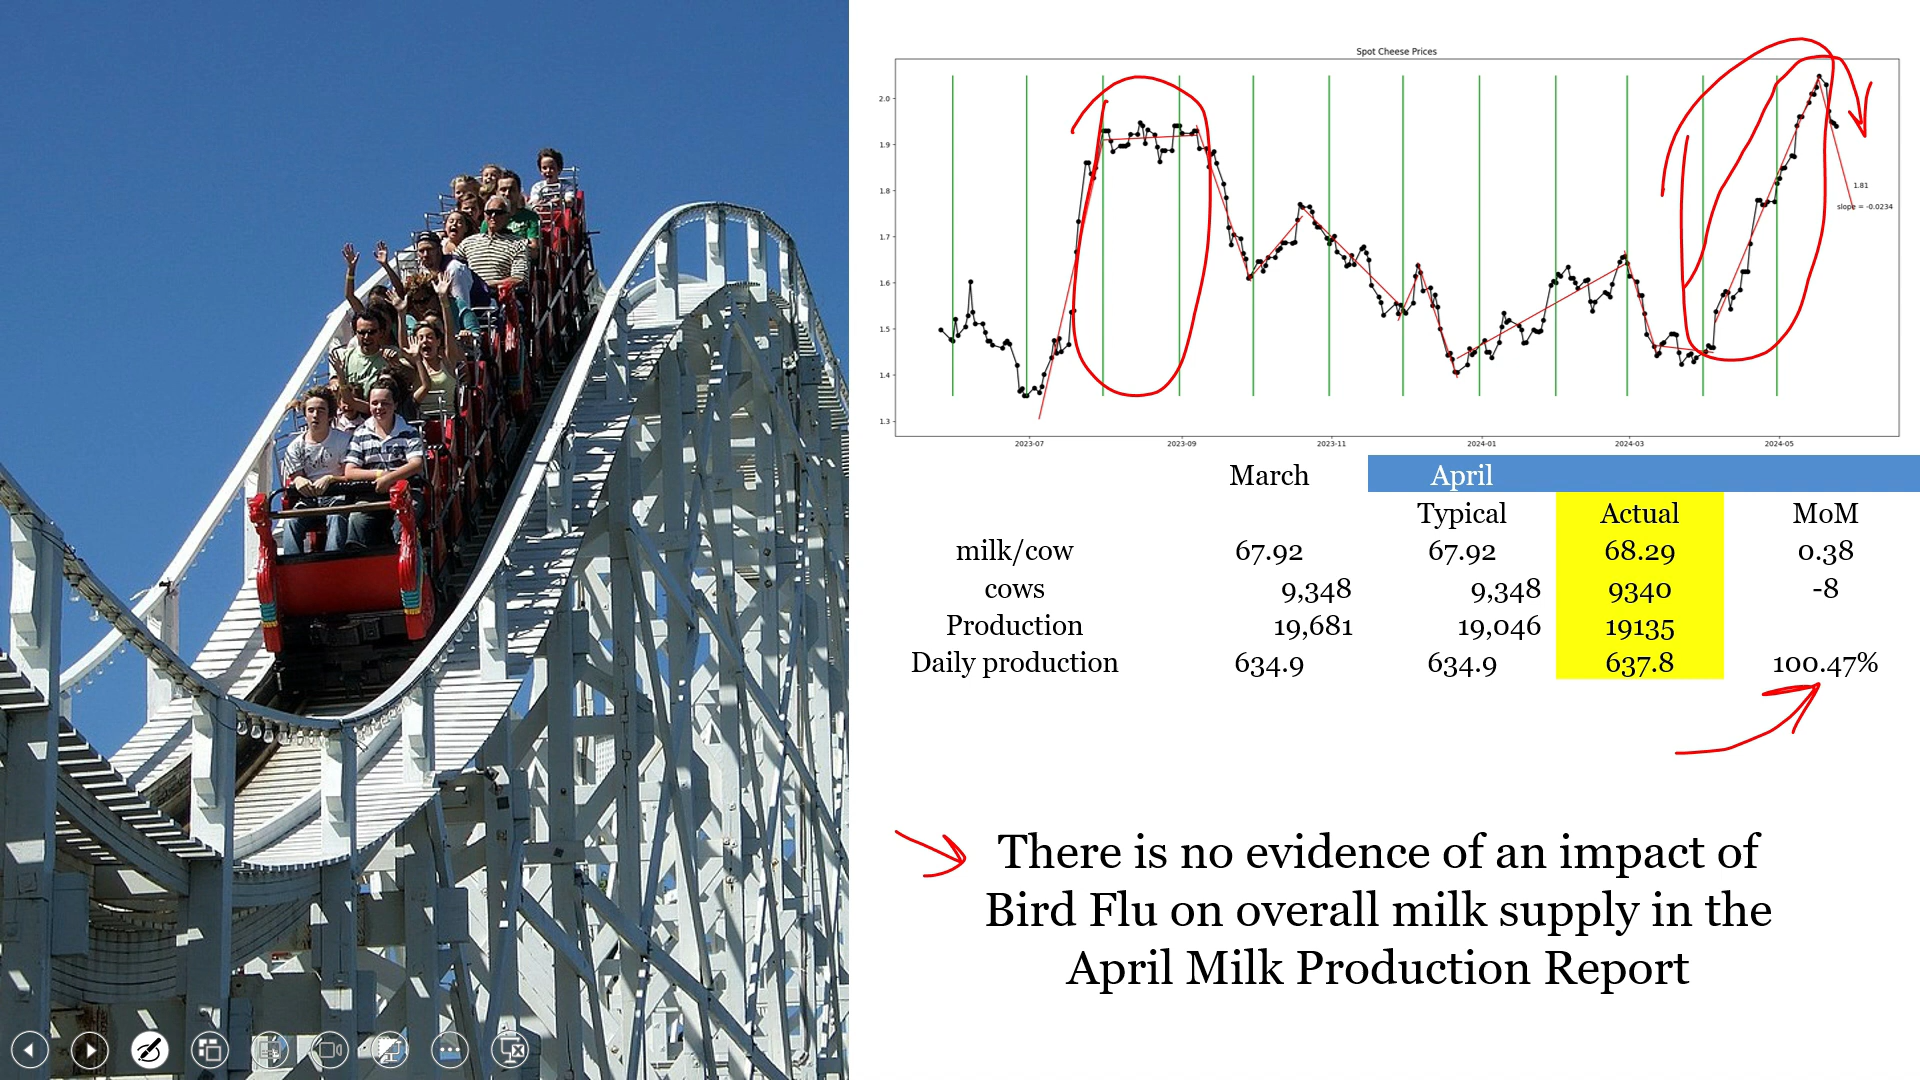 Spot Cheese Prices
2.0
1.9
1.8
1.7
1.6
1.5
1.4
1.3
1.81
slope = -0.0234
2023-07 2023-09 2023-11 2024-01 2024-03 2024-05
March April
Typical Actual MoM
milk/cow 67.92 67.92 68.29 0.38
cows 9,348 9,348 9340 -8
Production 19,681 19,046 19135
Daily production 634.9 634.9 637.8 100.47%
There is no evidence of an impact of
Bird Flu on overall milk supply in the
April Milk Production Report